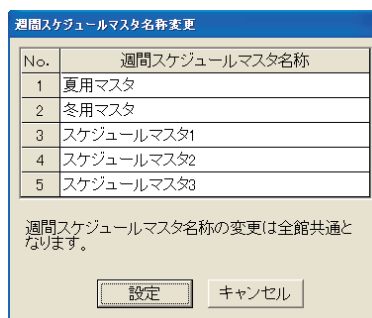 週間スケジュールマスタ名称変更
No. 週間スケジュールマスタ名称
1 夏用マスタ
2 冬用マスタ
3 スケジュールマスタ1
4 スケジュールマスタ2
5 スケジュールマスタ3
週間スケジュールマスタ名称の変更は全館共通と
なります。
設定 キャンセル